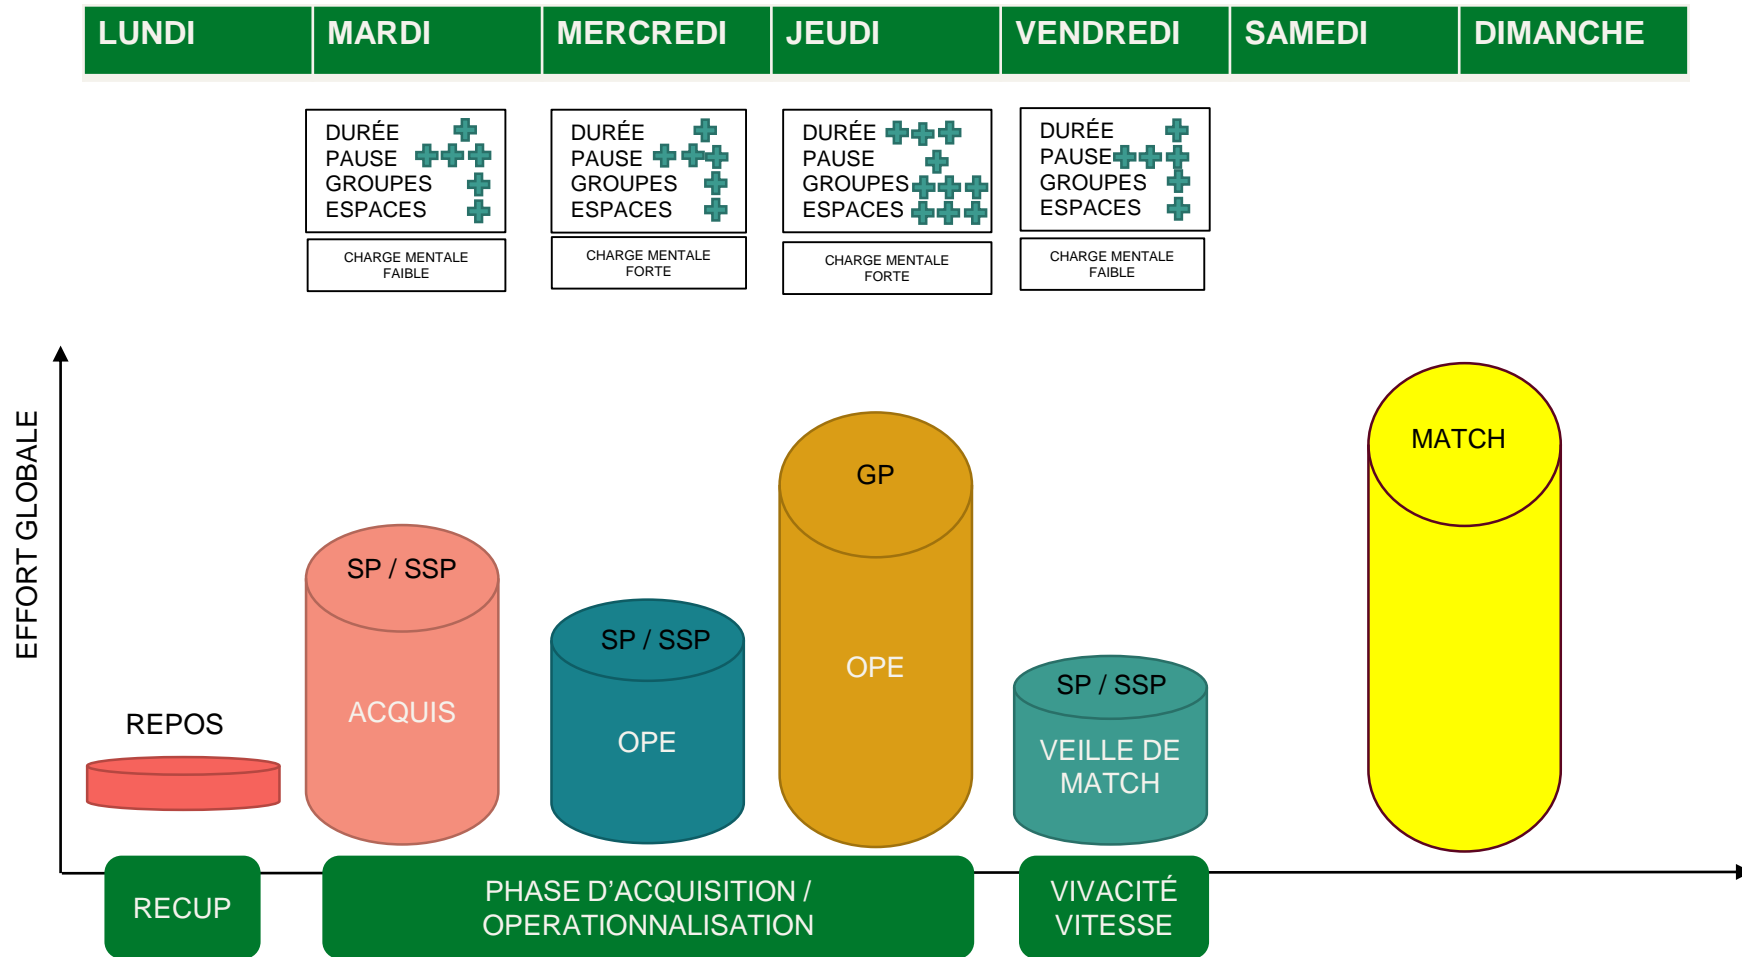 LUNDI
MARDI
MERCREDI
JEUDI
VENDREDI
SAMEDI
DIMANCHE
DURÉE
PAUSE
GROUPES
ESPACES
CHARGE MENTALE
FAIBLE
DURÉE
PAUSE
GROUPES
ESPACES
CHARGE MENTALE
FORTE
DURÉE
PAUSE
GROUPES
ESPACES
CHARGE MENTALE
FORTE
DURÉE
PAUSE
GROUPES
ESPACES
CHARGE MENTALE
FAIBLE
EFFORT GLOBALE
REPOS
SP / SSP
ACQUIS
SP / SSP
OPE
GP
OPE
SP / SSP
VEILLE DE
MATCH
MATCH
RECUP
PHASE D'ACQUISITION /
OPERATIONNALISATION
VIVACITÉ
VITESSE